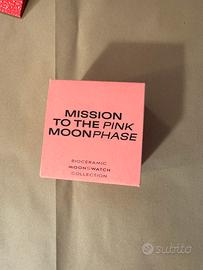 MISSION
TO THE PINK
MOONPHASE
BIOCERAMIC
MOONSWATCH
COLLECTION
subito